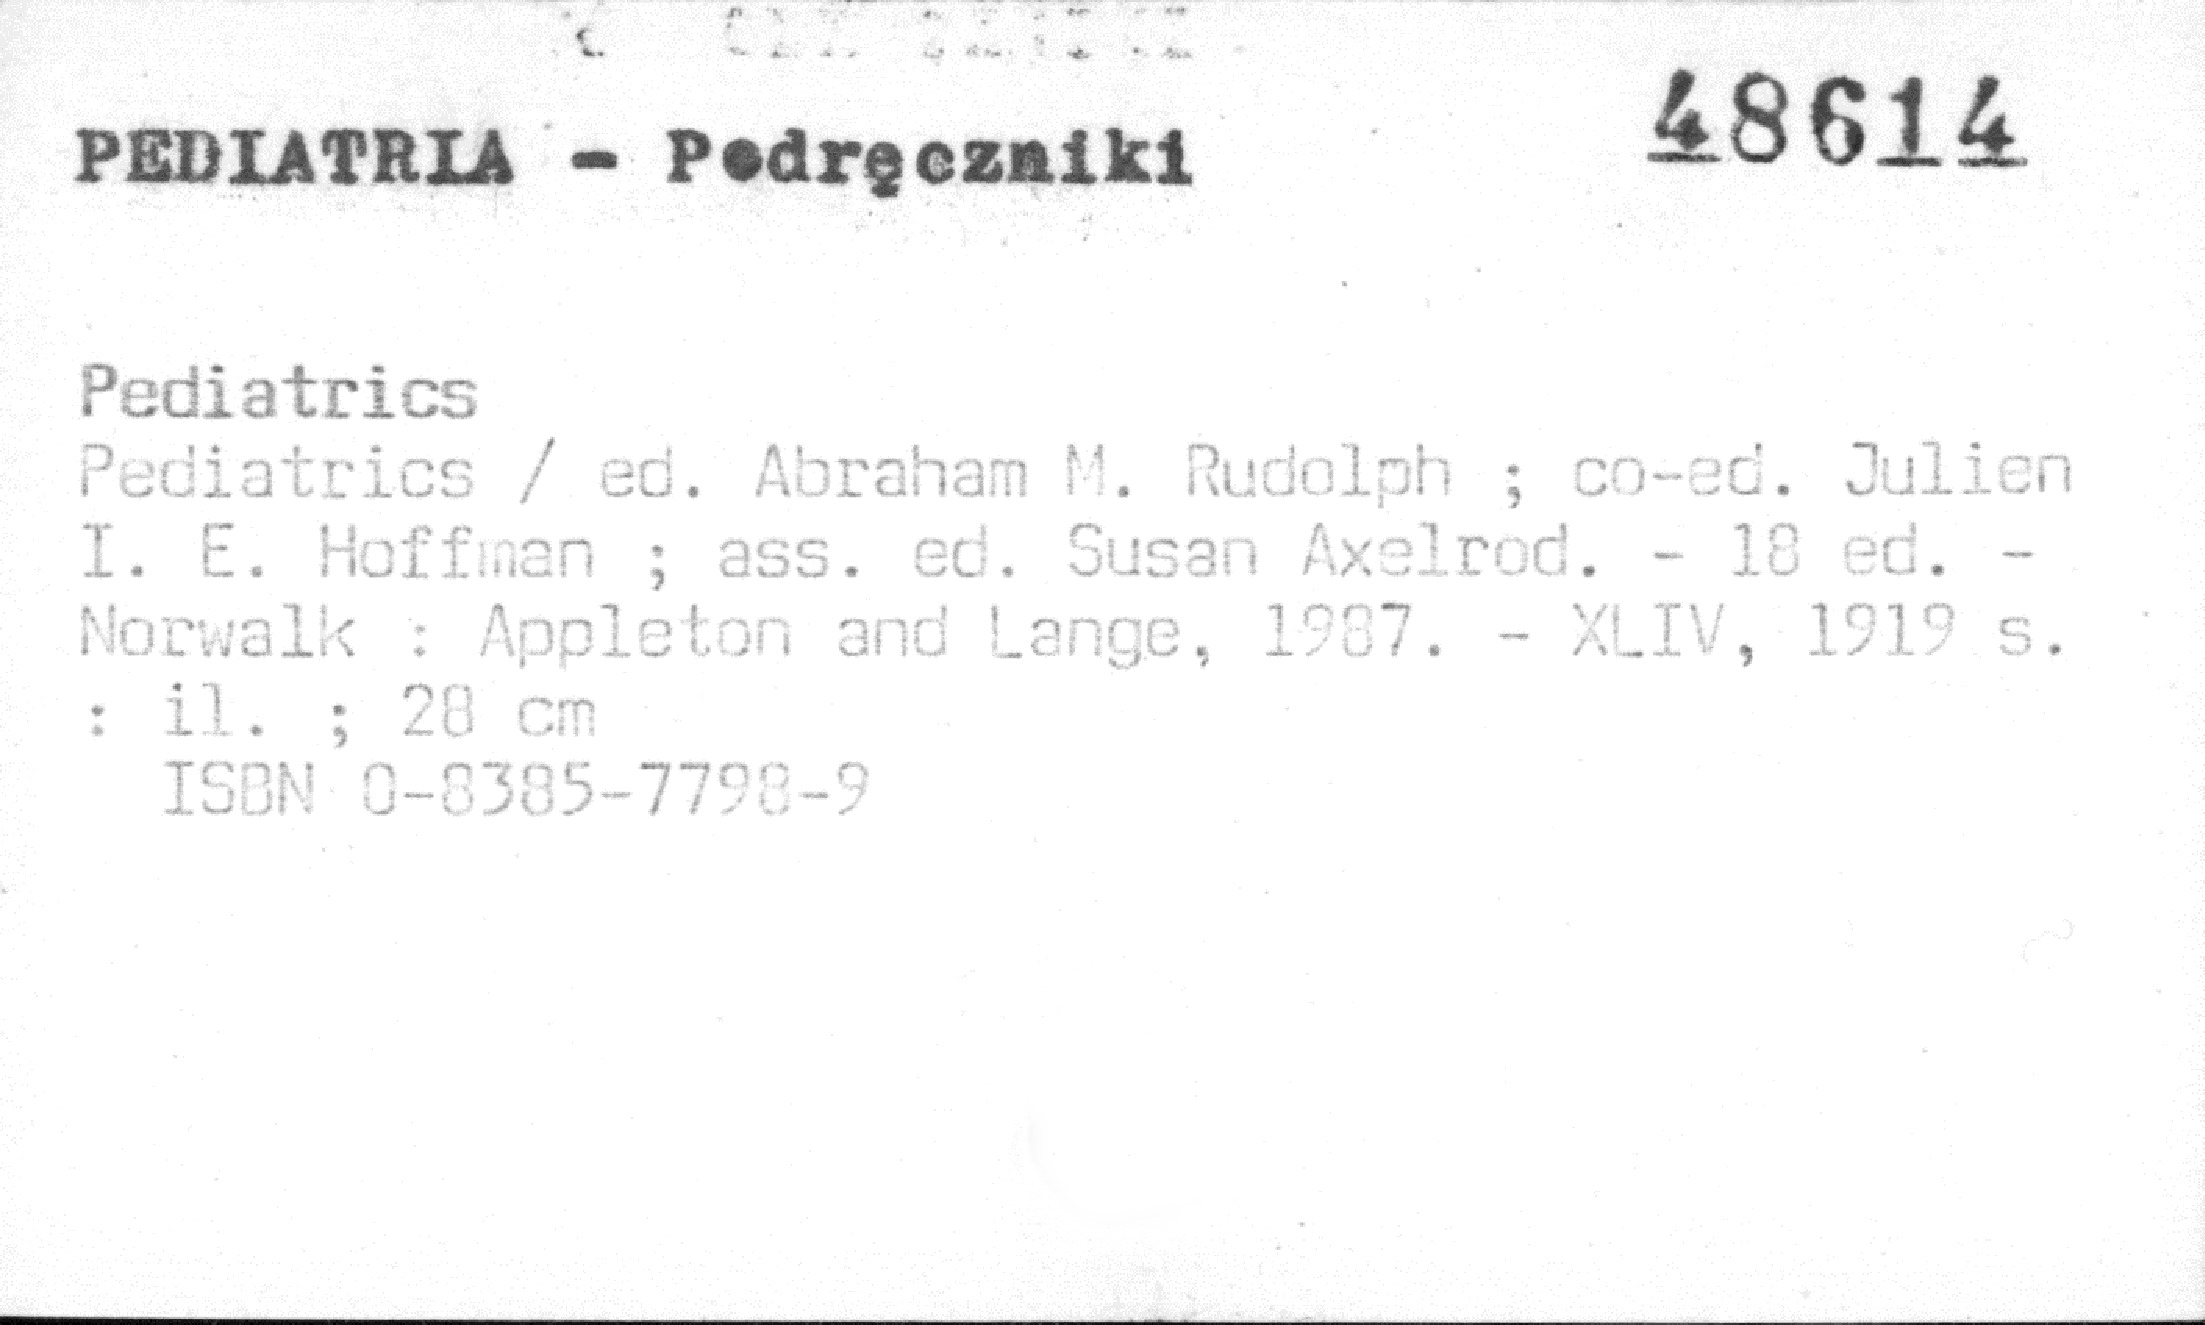 48614
PEDIATRIA - Podręczniki
Pediatrics
Pediatrics / ed. Abraham M. Rudolph ; co-ed. Julien
I. E. Hoffman ; ass. ed. Susan Axelrod. - 18 ed. -
Norwalk : Appleton and Lange, 1987. - XLIV, 1919 s.
: il. ; 28 cm
ISBN 0-8385-7798-9